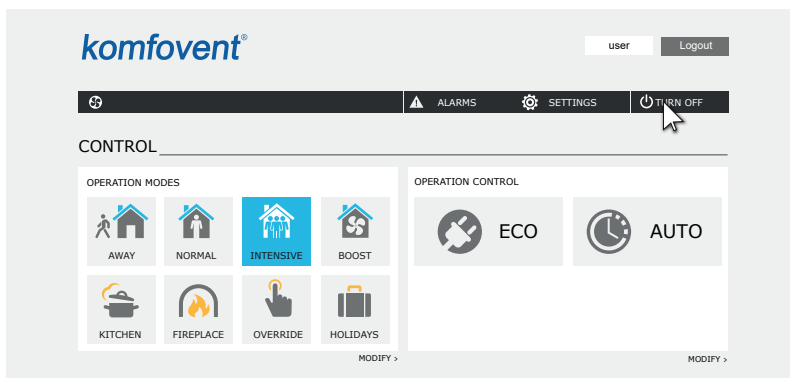 komfovent®
user Logout
ALARMS SETTINGS TURN OFF
CONTROL
OPERATION MODES
AWAY NORMAL INTENSIVE BOOST
KITCHEN FIREPLACE OVERRIDE HOLIDAYS
MODIFY >
OPERATION CONTROL
ECO AUTO
MODIFY >